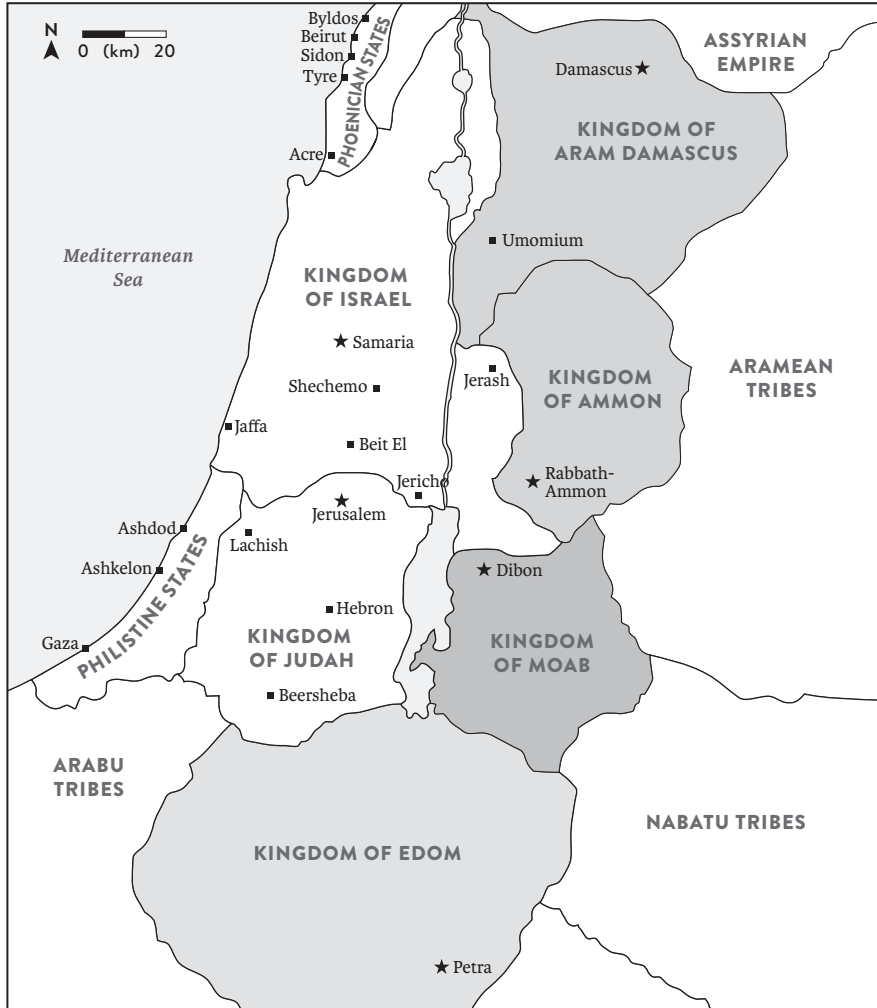 N
0 (km) 20
Byldos
Beirut
Sidon
Tyre
PHOENICIAN STATES
Acre
ASSYRIAN
EMPIRE
Damascus
KINGDOM OF
ARAM DAMASCUS
Umomium
Mediterranean
Sea
KINGDOM
OF ISRAEL
Samaria
Shechemo
Jaffa
Beit El
Jericho
Jerash
KINGDOM
OF AMMON
ARAMEAN
TRIBES
Rabbath-
Ammon
Jerusalem
Lachish
Ashdod
Ashkelon
Gaza
PHILISTINE STATES
Hebron
KINGDOM
OF JUDAH
Beersheba
Dibon
KINGDOM
OF MOAB
ARABU
TRIBES
NABATU TRIBES
KINGDOM OF EDOM
Petra